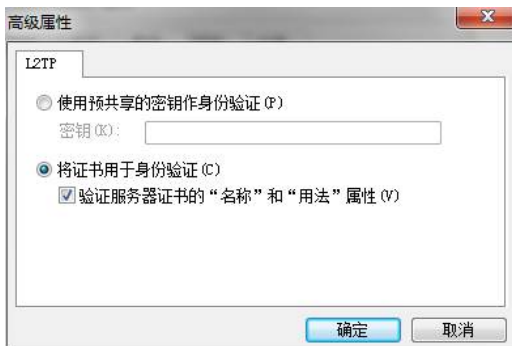 高级属性
L2TP
使用预共享的密钥作身份验证(P)
密钥(K):
将证书用于身份验证(C)
验证服务器证书的“名称”和“用法”属性(V)
确定
取消